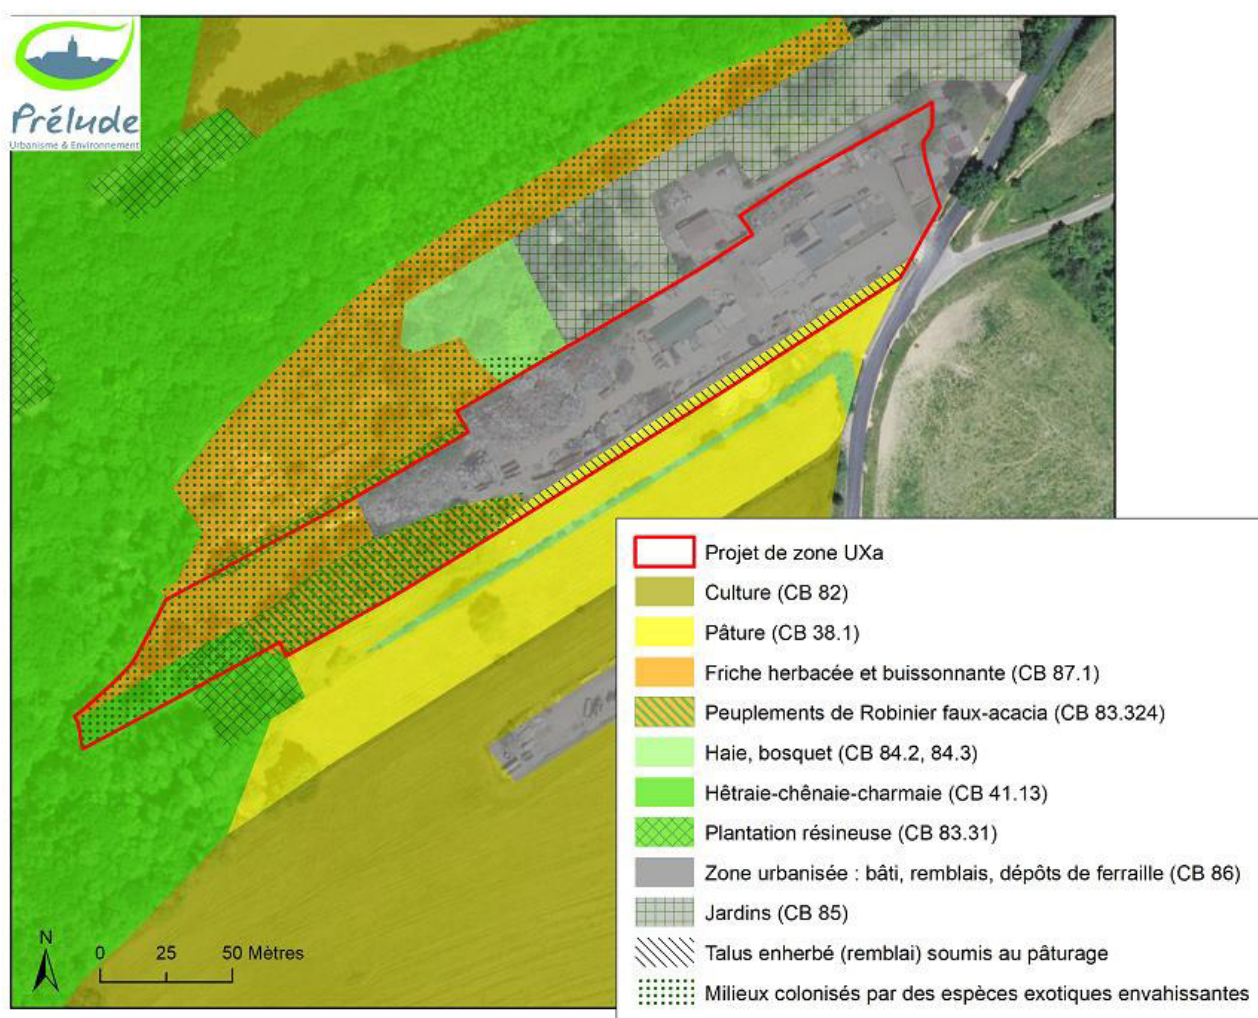 Prélude
Urbanisme & Environnement
Projet de zone UXa
Culture (CB 82)
Pâture (CB 38.1)
Friche herbacée et buissonnante (CB 87.1)
Peuplements de Robinier faux-acacia (CB 83.324)
Haie, bosquet (CB 84.2, 84.3)
Hêtraie-chênaie-charmaie (CB 41.13)
Plantation résineuse (CB 83.31)
Zone urbanisée : bâti, remblais, dépôts de ferraille (CB 86)
Jardins (CB 85)
Talus enherbé (remblai) soumis au pâturage
Milieux colonisés par des espèces exotiques envahissantes
N
0 25 50 Mètres